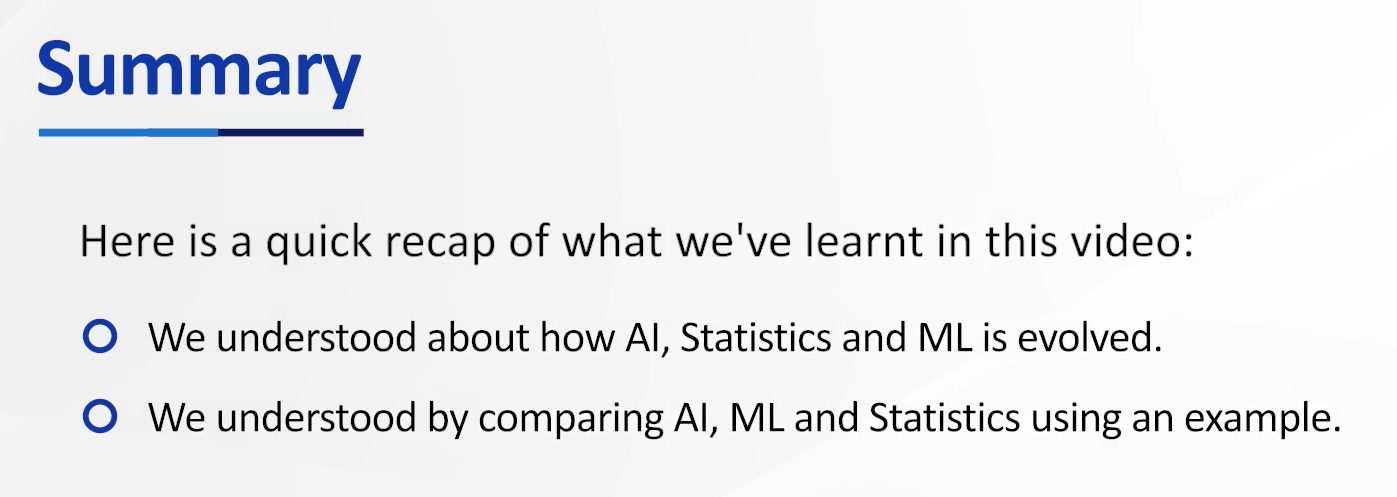 Summary
Here is a quick recap of what we've learnt in this video:
We understood about how AI, Statistics and ML is evolved.
We understood by comparing AI, ML and Statistics using an example.